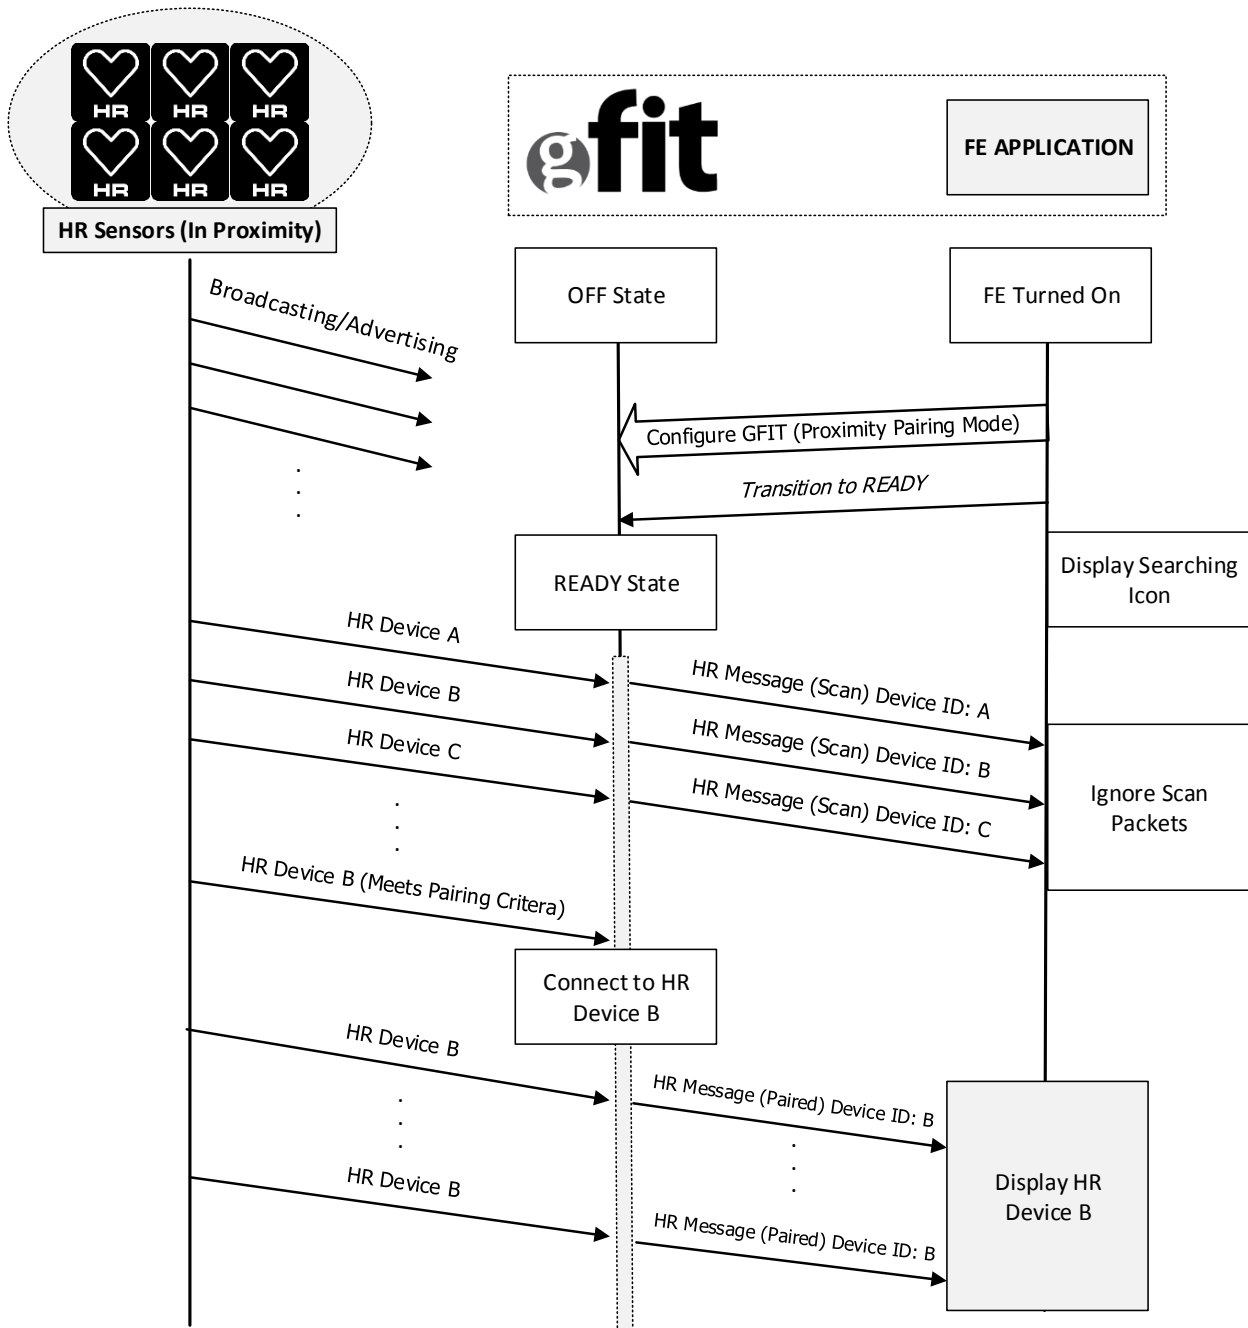 HR HR HR
HR HR HR
HR Sensors (In Proximity)
gfit
FE APPLICATION
OFF State
FE Turned On
Broadcasting/Advertising
Configure GFIT (Proximity Pairing Mode)
Transition to READY
READY State
Display Searching
Icon
HR Device A
HR Message (Scan) Device ID: A
HR Device B
HR Message (Scan) Device ID: B
HR Device C
HR Message (Scan) Device ID: C
Ignore Scan
Packets
HR Device B (Meets Pairing Critera)
Connect to HR
Device B
HR Device B
HR Message (Paired) Device ID: B
HR Device B
HR Message (Paired) Device ID: B
Display HR
Device B